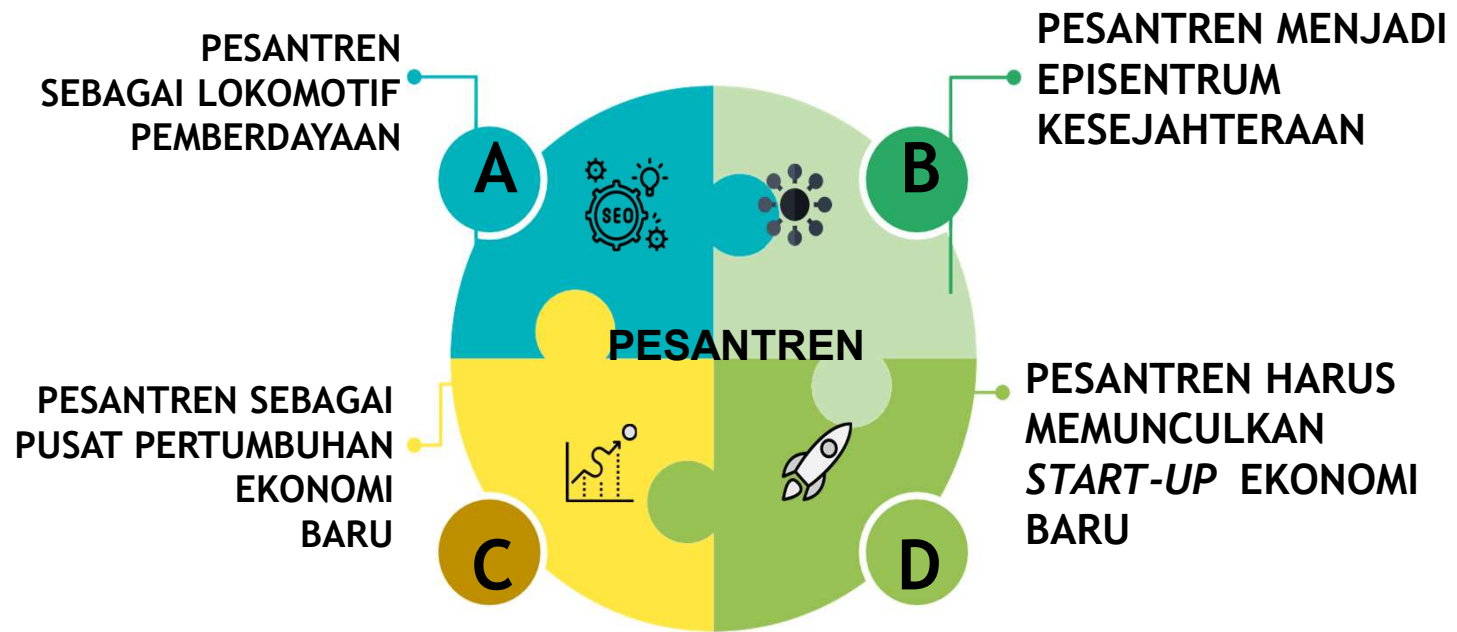 PESANTREN
SEBAGAI LOKOMOTIF
PEMBERDAYAAN
A
SEO
PESANTREN MENJADI
EPISENTRUM
KESEJAHTERAAN
B
PESANTREN
PESANTREN SEBAGAI
PUSAT PERTUMBUHAN
EKONOMI
BARU
C
PESANTREN HARUS
MEMUNCULKAN
START-UP EKONOMI
BARU
D